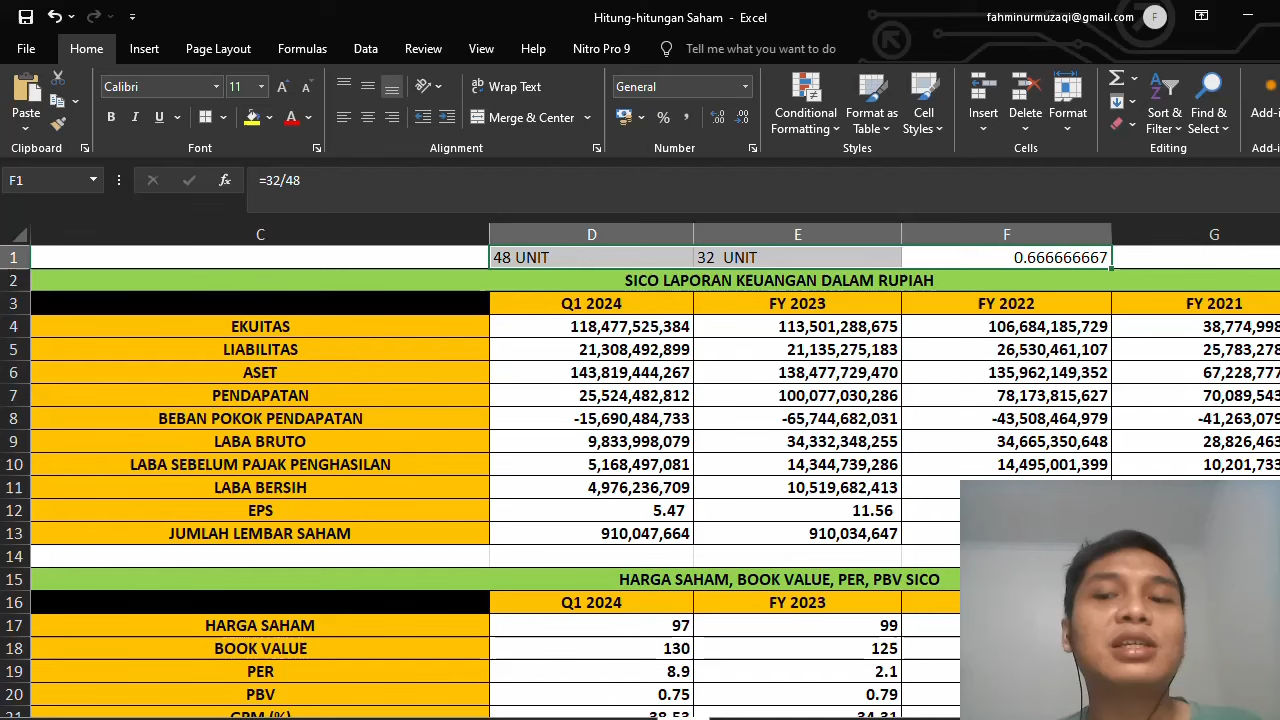 Hitung-hitungan Saham - Excel
fahminurmuzaqi@gmail.com F
File Home Insert Page Layout Formulas Data Review View Help Nitro Pro 9 Tell me what you want to do
Paste
Clipboard
Calibri 11
B I U
Font
Wrap Text
Merge & Center
Alignment
General
Number
Conditional Formatting
Format as Table
Cell Styles
Styles
Insert Delete Format
Cells
Sort & Filter
Find & Select
Editing
Add-i
Add-i
F1 fx =32/48
C D E F G
1 48 UNIT 32 UNIT 0.666666667
2 SICO LAPORAN KEUANGAN DALAM RUPIAH
3 Q1 2024 FY 2023 FY 2022 FY 2021
4 EKUITAS 118,477,525,384 113,501,288,675 106,684,185,729 38,774,998
5 LIABILITAS 21,308,492,899 21,135,275,183 26,530,461,107 25,783,278
6 ASET 143,819,444,267 138,477,729,470 135,962,149,352 67,228,777
7 PENDAPATAN 25,524,482,812 100,077,030,286 78,173,815,627 70,089,543
8 BEBAN POKOK PENDAPATAN -15,690,484,733 -65,744,682,031 -43,508,464,979 -41,263,079
9 LABA BRUTO 9,833,998,079 34,332,348,255 34,665,350,648 28,826,463
10 LABA SEBELUM PAJAK PENGHASILAN 5,168,497,081 14,344,739,286 14,495,001,399 10,201,733
11 LABA BERSIH 4,976,236,709 10,519,682,413
12 EPS 5.47 11.56
13 JUMLAH LEMBAR SAHAM 910,047,664 910,034,647
14
15 HARGA SAHAM, BOOK VALUE, PER, PBV SICO
16 Q1 2024 FY 2023
17 HARGA SAHAM 97 99
18 BOOK VALUE 130 125
19 PER 8.9 2.1
20 PBV 0.75 0.79
21 GPM (%) 38.53 34.31